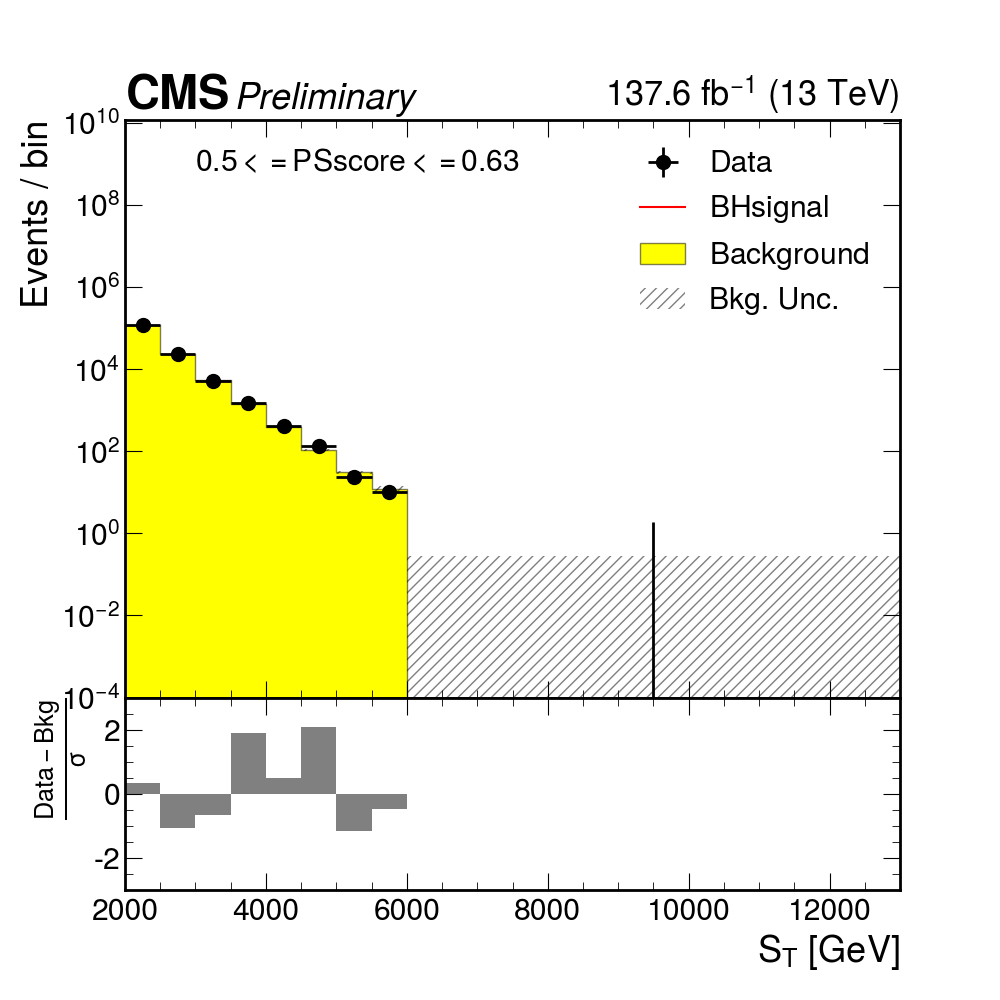 CMS Preliminary 137.6 fb⁻¹ (13 TeV)
Events / bin
10¹⁰
10⁸
10⁶
10⁴
10²
10⁰
10⁻²
10⁻⁴
0.5 < = PSscore < = 0.63
Data
BHsignal
Background
Bkg. Unc.
Data − Bkg
σ
2
0
-2
2000 4000 6000 8000 10000 12000
S_T [GeV]